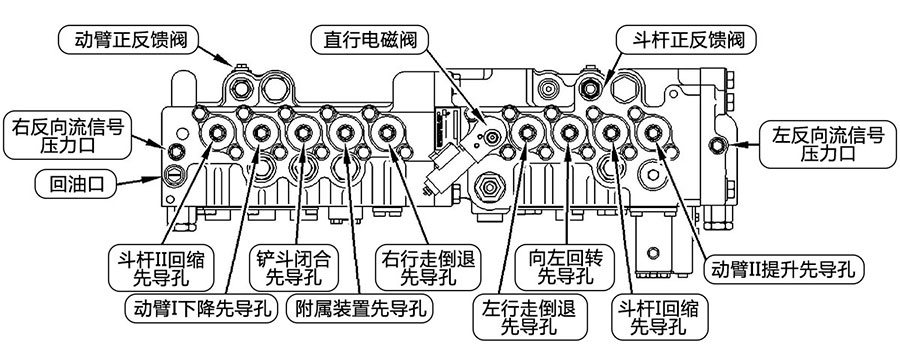 动臂正反馈阀
直行电磁阀
斗杆正反馈阀
右反向流信号
压力口
回油口
左反向流信号
压力口
斗杆II回缩
先导孔
铲斗闭合
先导孔
右行走倒退
先导孔
向左回转
先导孔
动臂II提升先导孔
动臂I下降先导孔
附属装置先导孔
左行走倒退
先导孔
斗杆I回缩
先导孔